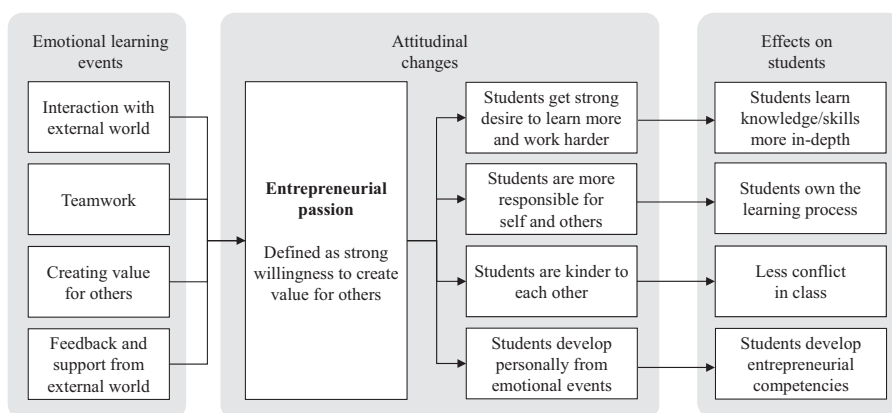 Emotional learning
events
Interaction with
external world
Teamwork
Creating value
for others
Feedback and
support from
external world
Attitudinal
changes
Entrepreneurial
passion
Defined as strong
willingness to create
value for others
Students get strong
desire to learn more
and work harder
Students are more
responsible for
self and others
Students are kinder to
each other
Students develop
personally from
emotional events
Effects on
students
Students learn
knowledge/skills
more in-depth
Students own the
learning process
Less conflict
in class
Students develop
entrepreneurial
competencies